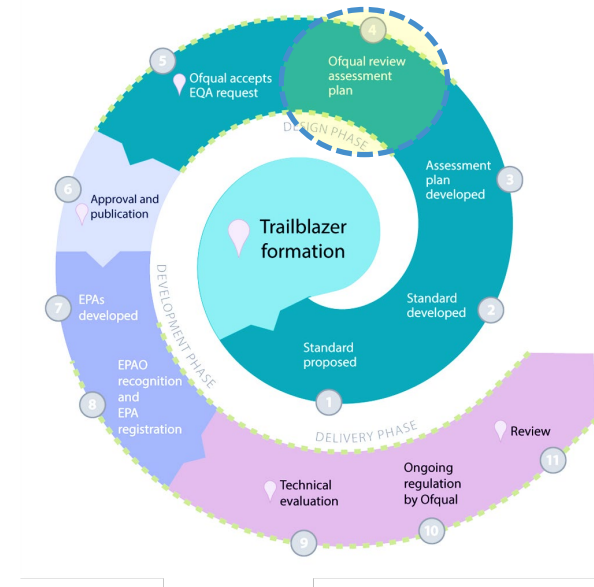 Trailblazer
formation
1
Standard
proposed
2
Standard
developed
3
Assessment
plan
developed
4
Ofqual review
assessment
plan
DESIGN PHASE
5
Ofqual accepts
EQA request
6
Approval and
publication
7
EPAs
developed
DEVELOPMENT PHASE
8
EPAO
recognition
and
EPA
registration
9
Technical
evaluation
DELIVERY PHASE
10
Ongoing
regulation
by Ofqual
11
Review